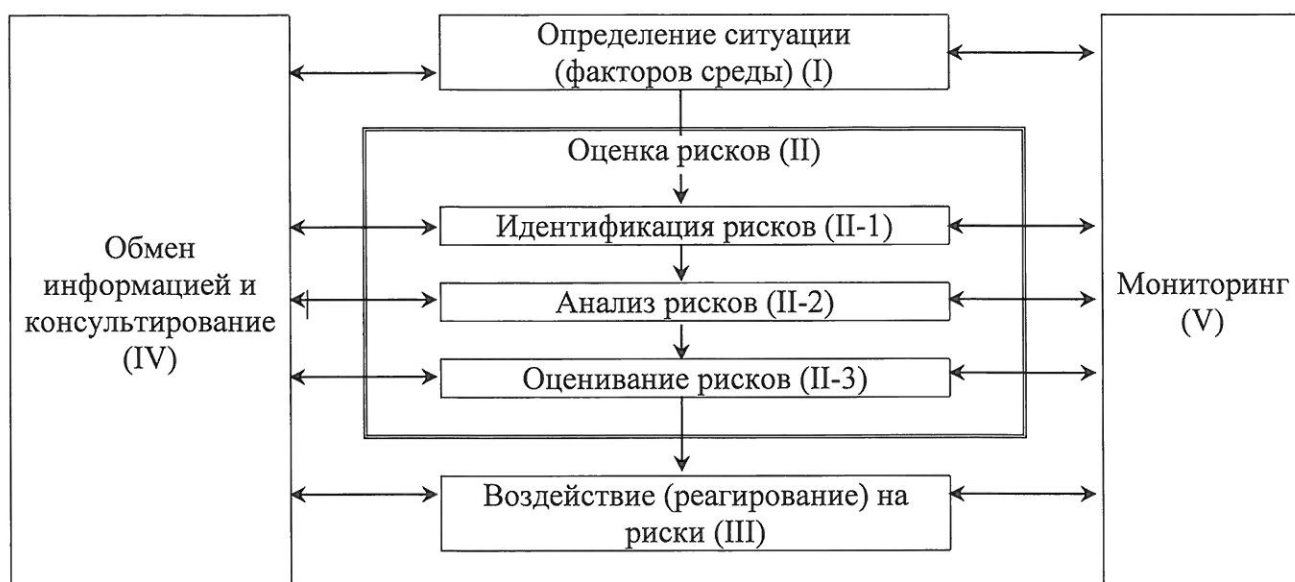 Определение ситуации
(факторов среды) (I)
Оценка рисков (II)
Идентификация рисков (II-1)
Анализ рисков (II-2)
Оценивание рисков (II-3)
Воздействие (реагирование) на
риски (III)
Обмен
информацией и
консультирование
(IV)
Мониторинг
(V)